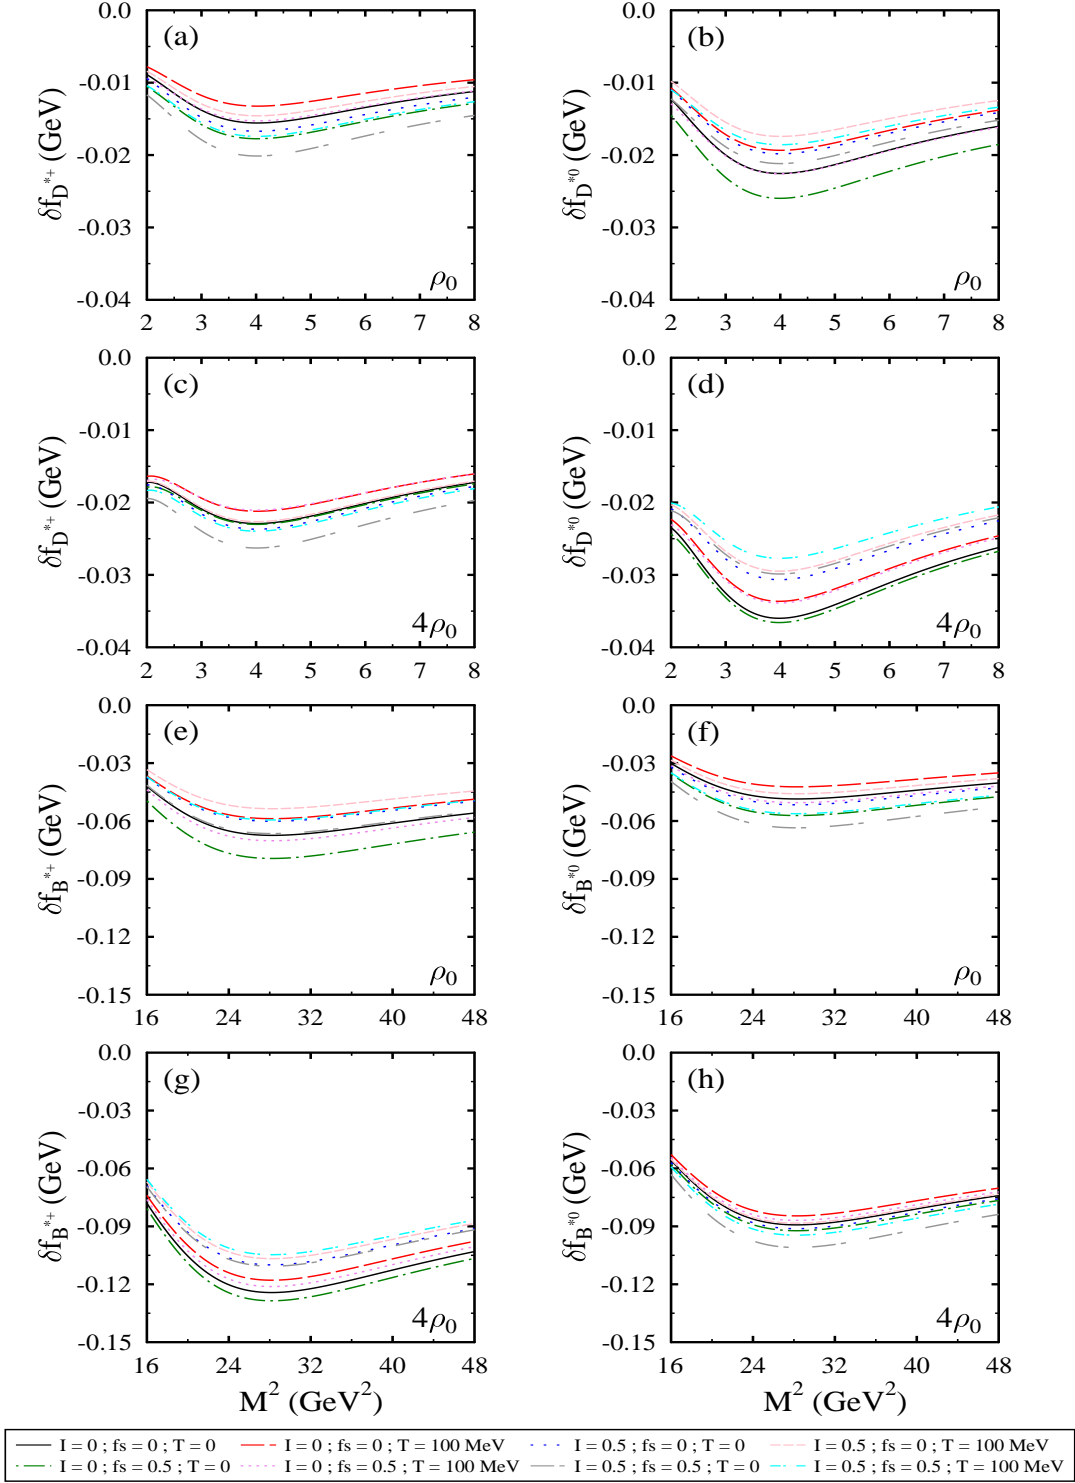 (a)
0.0
-0.01
-0.02
-0.03
-0.04
δf_D*+ (GeV)
ρ0
2 3 4 5 6 7 8
(b)
0.0
-0.01
-0.02
-0.03
-0.04
δf_D*0 (GeV)
ρ0
2 3 4 5 6 7 8
(c)
0.0
-0.01
-0.02
-0.03
-0.04
δf_D*+ (GeV)
4ρ0
2 3 4 5 6 7 8
(d)
0.0
-0.01
-0.02
-0.03
-0.04
δf_D*0 (GeV)
4ρ0
2 3 4 5 6 7 8
(e)
0.0
-0.03
-0.06
-0.09
-0.12
-0.15
δf_B*+ (GeV)
ρ0
16 24 32 40 48
(f)
0.0
-0.03
-0.06
-0.09
-0.12
-0.15
δf_B*0 (GeV)
ρ0
16 24 32 40 48
(g)
0.0
-0.03
-0.06
-0.09
-0.12
-0.15
δf_B*+ (GeV)
4ρ0
16 24 32 40 48
M² (GeV²)
(h)
0.0
-0.03
-0.06
-0.09
-0.12
-0.15
δf_B*0 (GeV)
4ρ0
16 24 32 40 48
M² (GeV²)
I = 0 ; fs = 0 ; T = 0
I = 0 ; fs = 0 ; T = 100 MeV
I = 0.5 ; fs = 0 ; T = 0
I = 0.5 ; fs = 0 ; T = 100 MeV
I = 0 ; fs = 0.5 ; T = 0
I = 0 ; fs = 0.5 ; T = 100 MeV
I = 0.5 ; fs = 0.5 ; T = 0
I = 0.5 ; fs = 0.5 ; T = 100 MeV